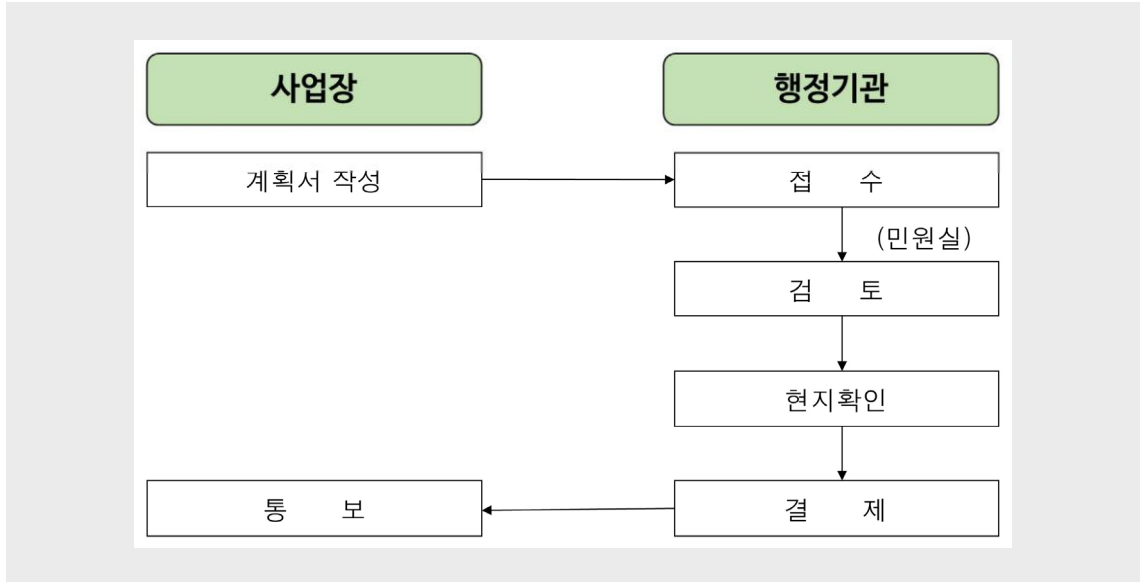 사업장
행정기관
계획서 작성
접 수
(민원실)
검 토
현지확인
통 보
결 제